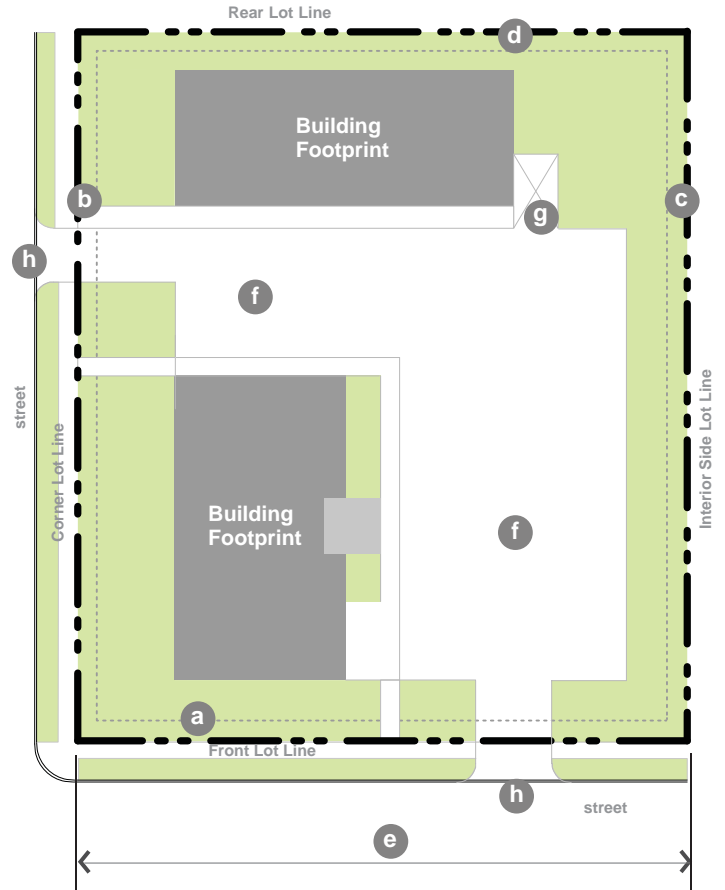 Rear Lot Line
d
Building
Footprint
b
c
g
h
f
street
Corner Lot Line
Interior Side Lot Line
Building
Footprint
f
a
Front Lot Line
h
street
e